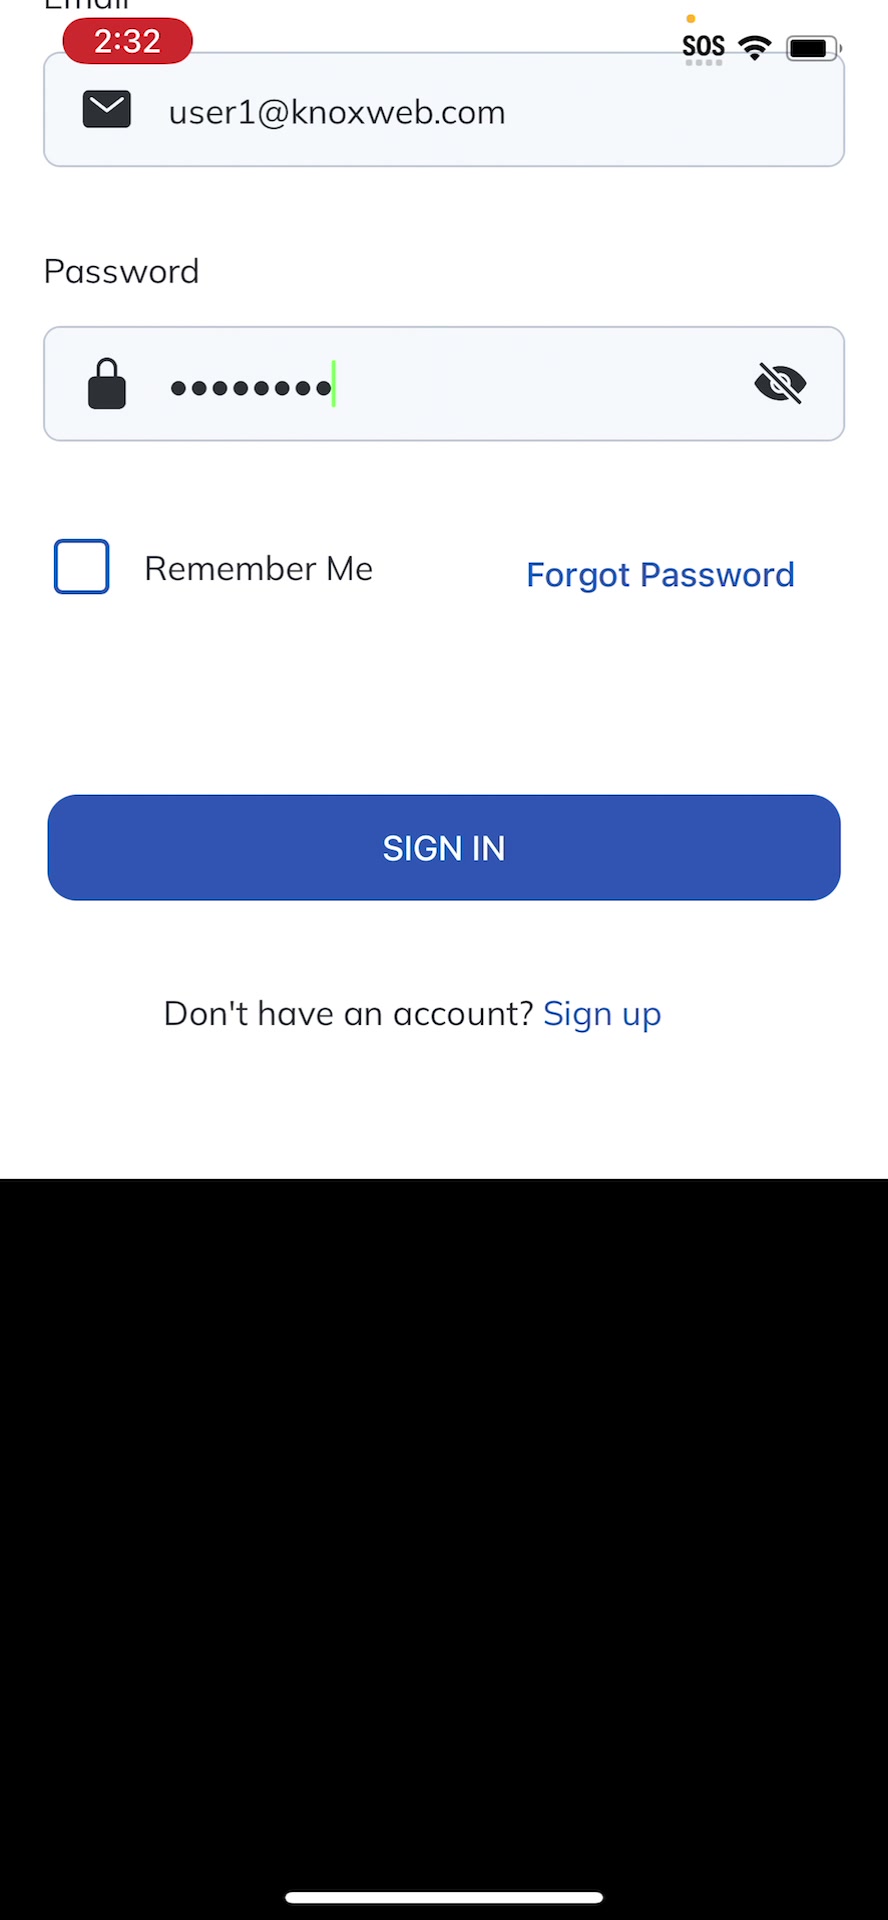 Email
2:32
SOS
user1@knoxweb.com
Password
••••••••
Remember Me
Forgot Password
SIGN IN
Don't have an account? Sign up